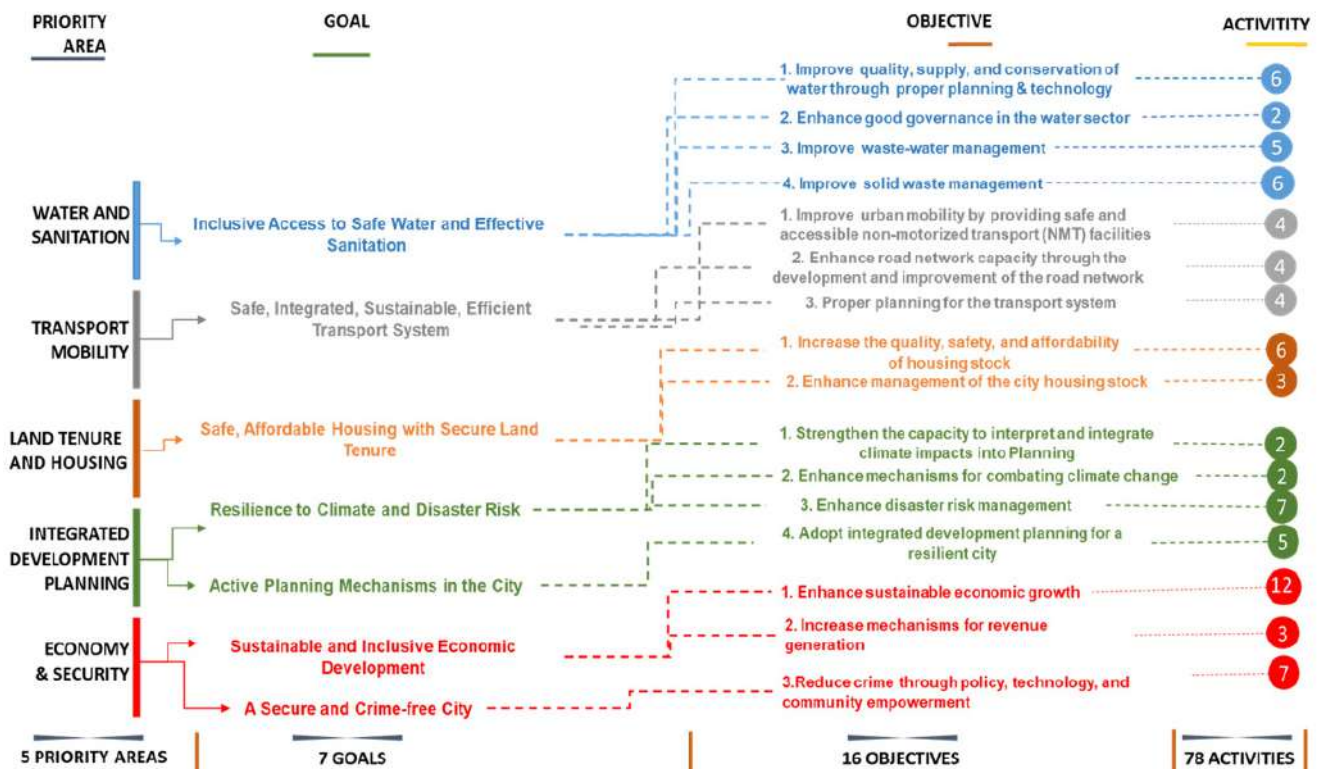 PRIORITY
AREA
GOAL
OBJECTIVE
ACTIVITITY
1. Improve quality, supply, and conservation of
water through proper planning & technology
6
2. Enhance good governance in the water sector
2
3. Improve waste-water management
5
4. Improve solid waste management
6
WATER AND
SANITATION
Inclusive Access to Safe Water and Effective
Sanitation
1. Improve urban mobility by providing safe and
accessible non-motorized transport (NMT) facilities
4
2. Enhance road network capacity through the
development and improvement of the road network
4
3. Proper planning for the transport system
4
TRANSPORT
MOBILITY
Safe, Integrated, Sustainable, Efficient
Transport System
1. Increase the quality, safety, and affordability
of housing stock
6
2. Enhance management of the city housing stock
3
LAND TENURE
AND HOUSING
Safe, Affordable Housing with Secure Land
Tenure
1. Strengthen the capacity to interpret and integrate
climate impacts into Planning
2
2. Enhance mechanisms for combating climate change
2
3. Enhance disaster risk management
7
4. Adopt integrated development planning for a
resilient city
5
INTEGRATED
DEVELOPMENT
PLANNING
Resilience to Climate and Disaster Risk
Active Planning Mechanisms in the City
1. Enhance sustainable economic growth
12
2. Increase mechanisms for revenue
generation
3
3.Reduce crime through policy, technology, and
community empowerment
7
ECONOMY
& SECURITY
Sustainable and Inclusive Economic
Development
A Secure and Crime-free City
5 PRIORITY AREAS
7 GOALS
16 OBJECTIVES
78 ACTIVITIES